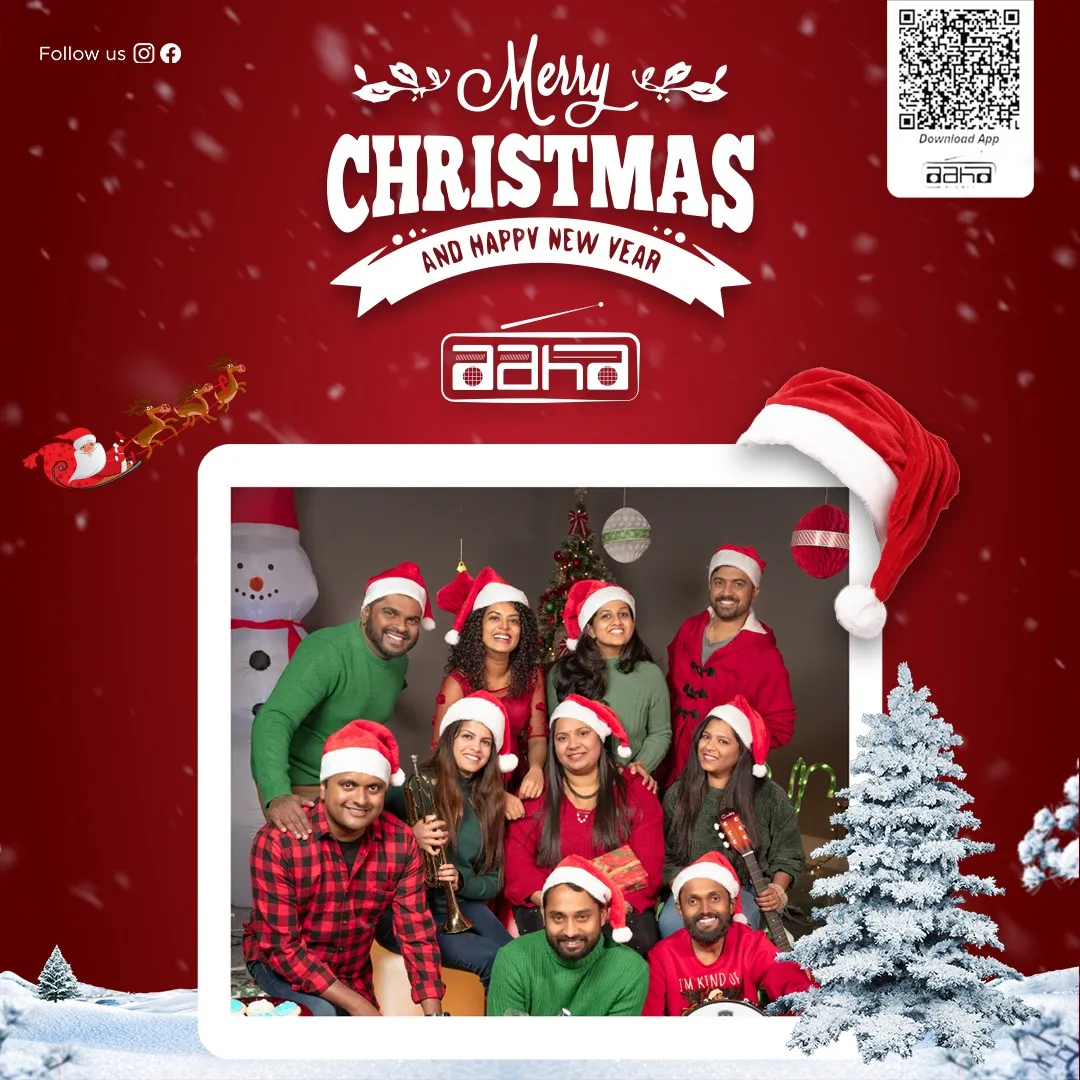 Follow us
Merry
CHRISTMAS
AND HAPPY NEW YEAR
aaha
Download App
aaha
I'M KIND OF